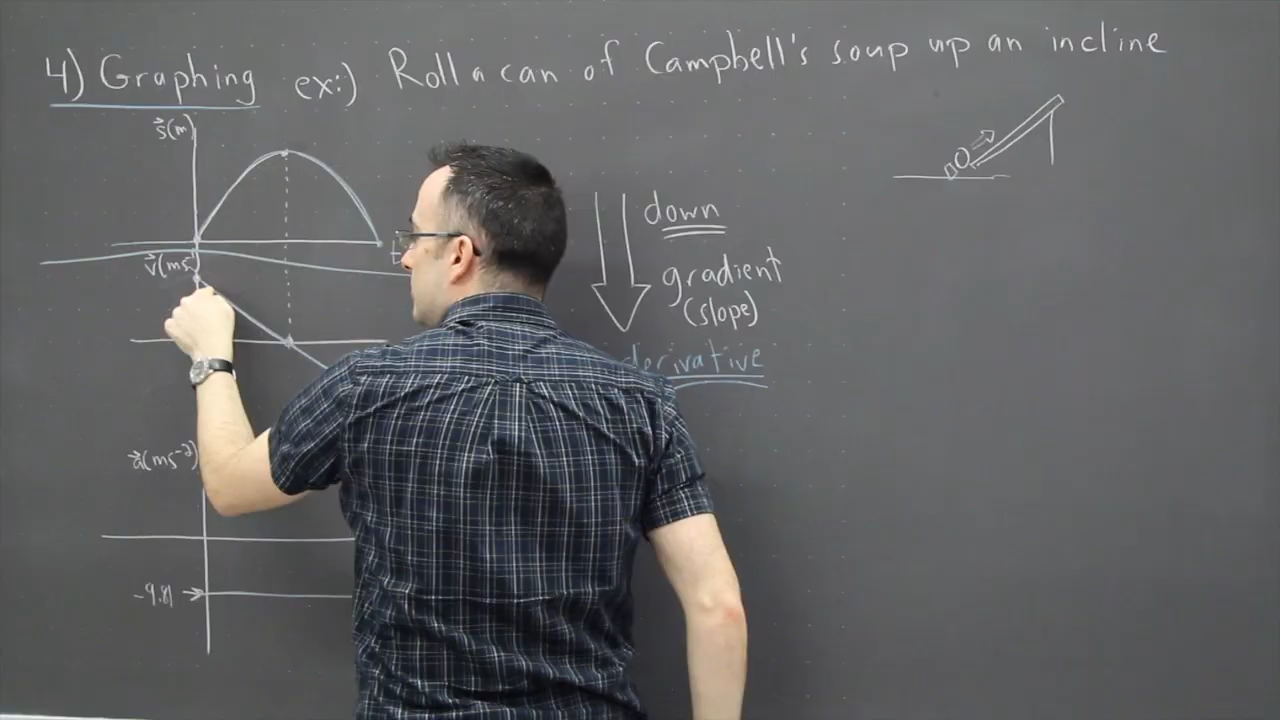 4) Graphing ex:) Roll a can of Campbell's soup up an incline
s(m)
t
v(ms
a(ms⁻²)
-9.81
down
gradient
(slope)
derivative